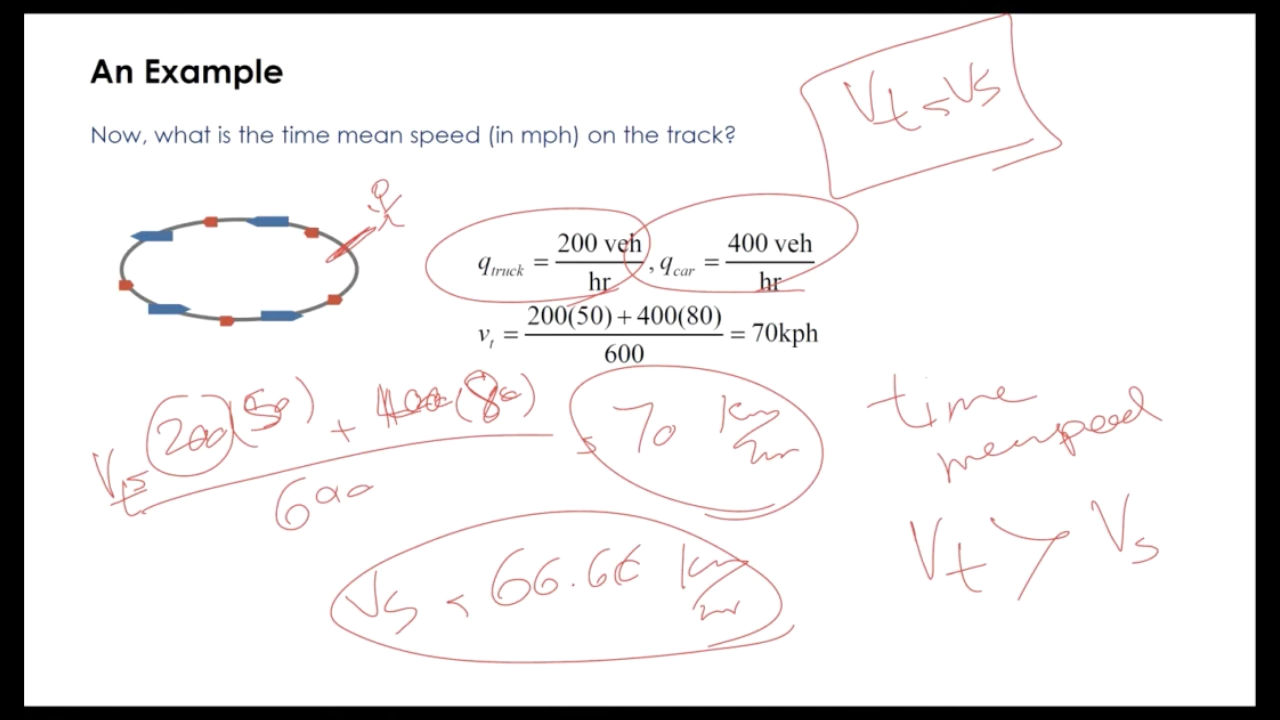 An Example
Vt = Vs
Now, what is the time mean speed (in mph) on the track?
q_truck = 200 veh / hr , q_car = 400 veh / hr
v_t = 200(50) + 400(80) / 600 = 70kph
Vt = 200(50) + 400(80) / 600 = 70 km / hr
time
meanspeed
Vt > Vs
Vs = 66.66 km / hr